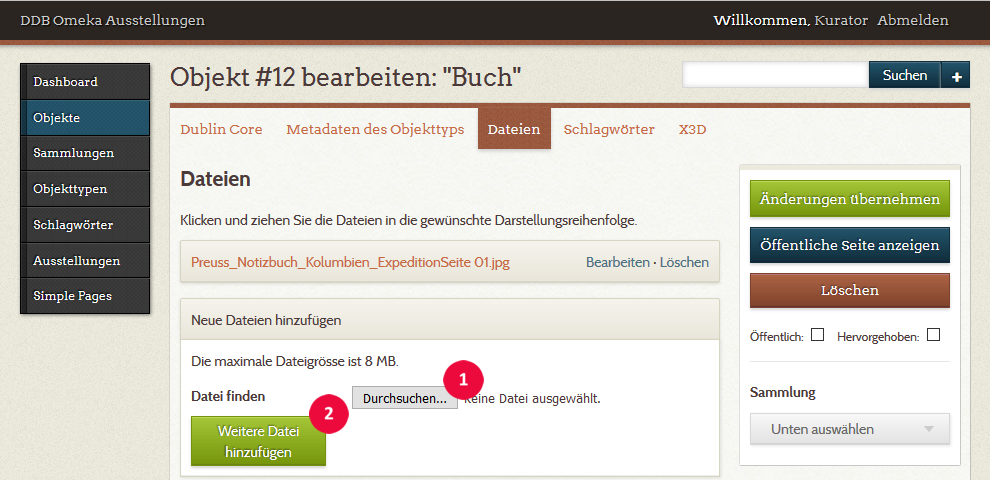 DDB Omeka Ausstellungen
Willkommen, Kurator Abmelden
Dashboard
Objekte
Sammlungen
Objekttypen
Schlagwörter
Ausstellungen
Simple Pages
Objekt #12 bearbeiten: "Buch"
Suchen +
Dublin Core Metadaten des Objekttyps Dateien Schlagwörter X3D
Dateien
Klicken und ziehen Sie die Dateien in die gewünschte Darstellungsreihenfolge.
Preuss_Notizbuch_Kolumbien_ExpeditionSeite 01.jpg Bearbeiten · Löschen
Neue Dateien hinzufügen
Die maximale Dateigrösse ist 8 MB.
Datei finden Durchsuchen... 1 Keine Datei ausgewählt.
2
Weitere Datei
hinzufügen
Änderungen übernehmen
Öffentliche Seite anzeigen
Löschen
Öffentlich: Hervorgehoben:
Sammlung
Unten auswählen